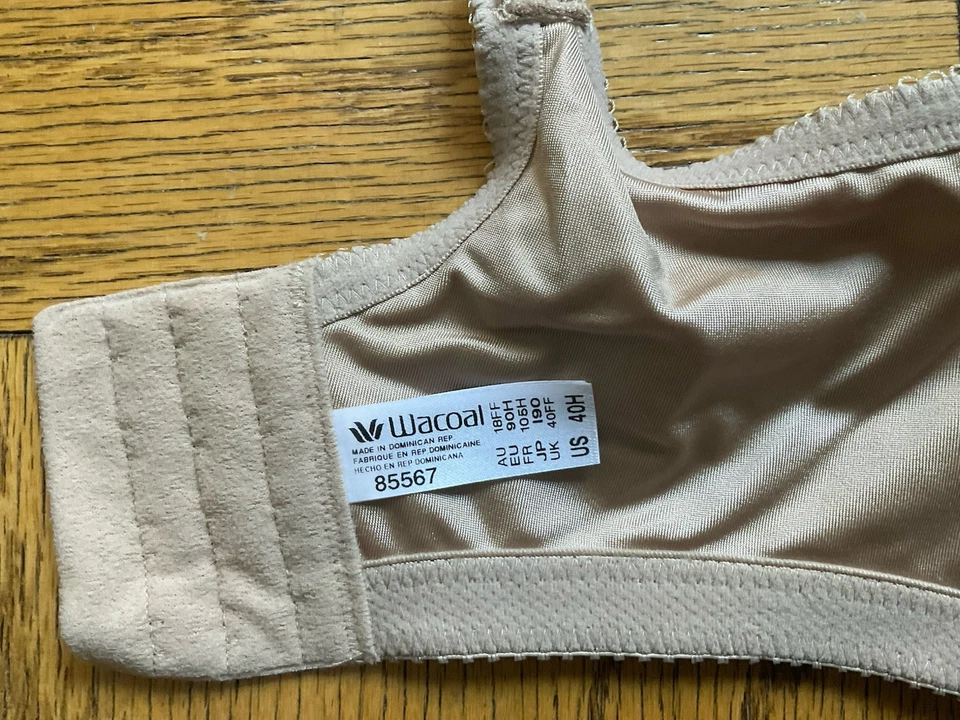 Wacoal
MADE IN DOMINICAN REP
FABRIQUE EN REP DOMINICAINE
HECHO EN REP DOMINICANA
85567
AU 18FF
EU 90H
FR 105H
JP I90
UK 40FF
US 40H